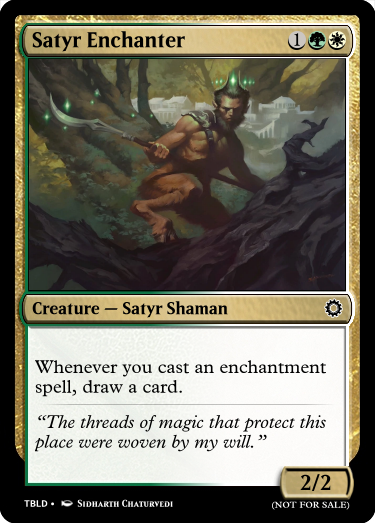 Satyr Enchanter 1
Creature — Satyr Shaman
Whenever you cast an enchantment
spell, draw a card.
“The threads of magic that protect this
place were woven by my will.”
2/2
TBLD • Sidharth Chaturvedi
(NOT FOR SALE)